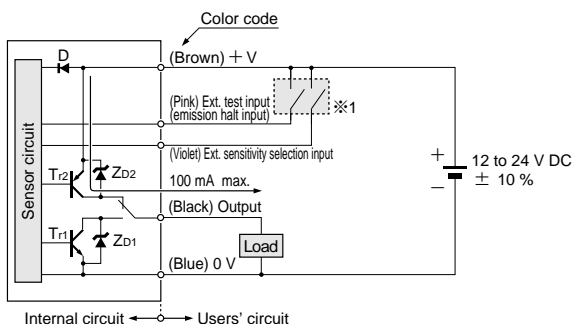 Color code
D
(Brown) + V
(Pink) Ext. test input
(emission halt input)
※1
(Violet) Ext. sensitivity selection input
Sensor circuit
Tr2
ZD2
100 mA max.
+
12 to 24 V DC
−
± 10 %
(Black) Output
Tr1
ZD1
Load
(Blue) 0 V
Internal circuit
Users' circuit